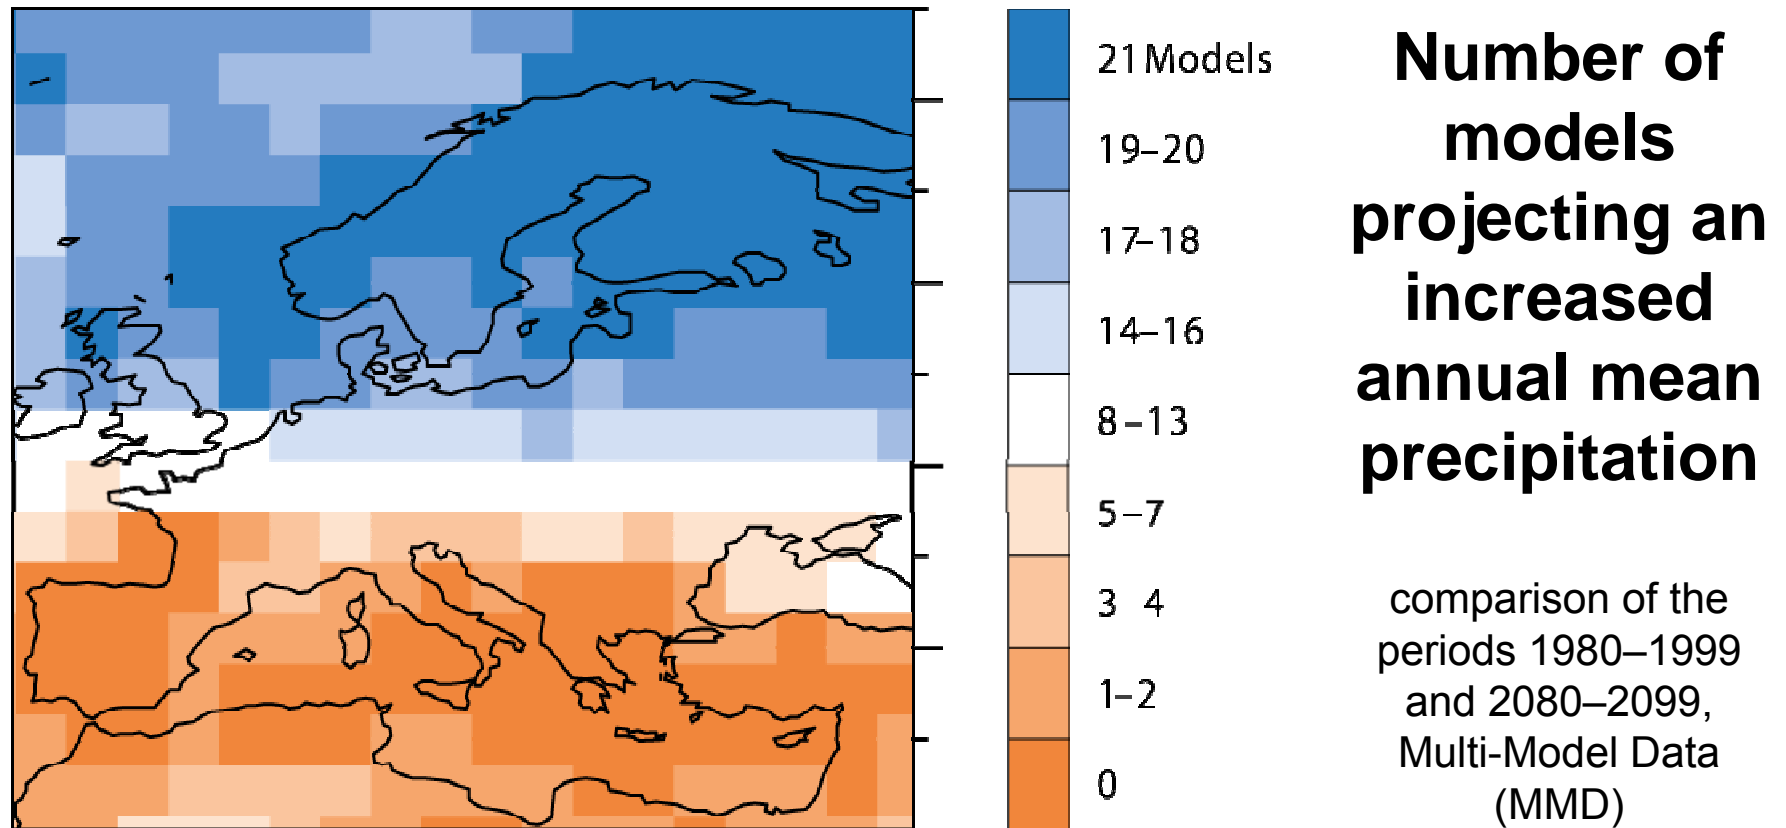 21 Models
19–20
17–18
14–16
8–13
5–7
3 4
1–2
0
Number of
models
projecting an
increased
annual mean
precipitation
comparison of the
periods 1980–1999
and 2080–2099,
Multi-Model Data
(MMD)